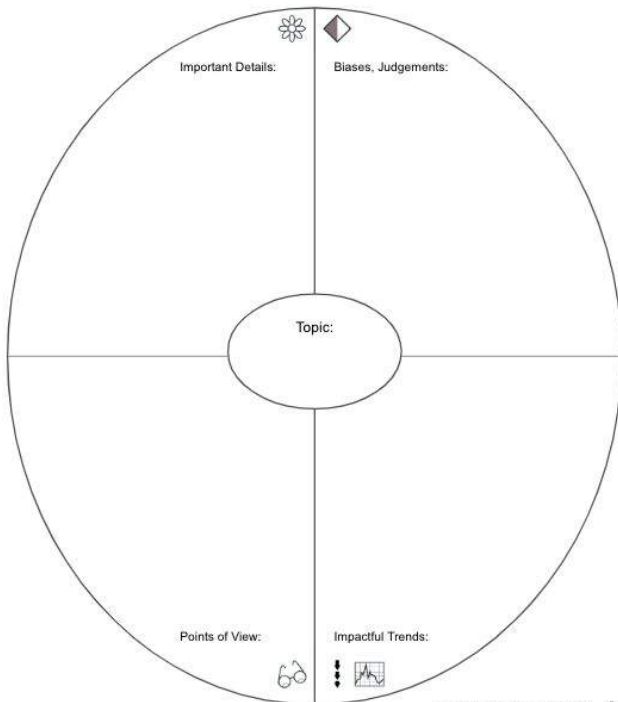 Important Details:
Biases, Judgements:
Topic:
Points of View:
Impactful Trends: